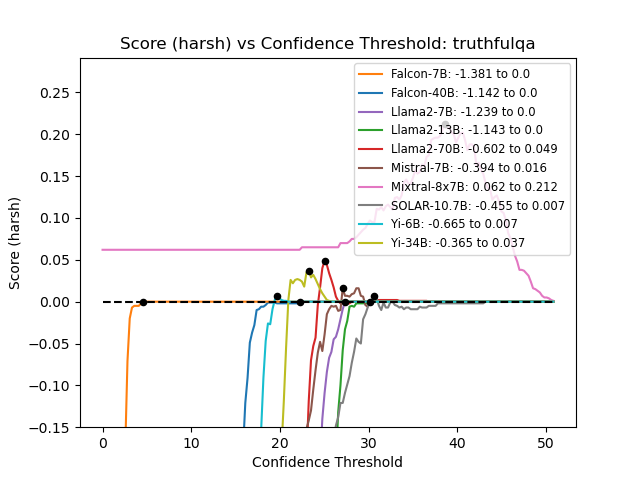 Score (harsh) vs Confidence Threshold: truthfulqa
Score (harsh)
0.25
0.20
0.15
0.10
0.05
0.00
−0.05
−0.10
−0.15
Falcon-7B: -1.381 to 0.0
Falcon-40B: -1.142 to 0.0
Llama2-7B: -1.239 to 0.0
Llama2-13B: -1.143 to 0.0
Llama2-70B: -0.602 to 0.049
Mistral-7B: -0.394 to 0.016
Mixtral-8x7B: 0.062 to 0.212
SOLAR-10.7B: -0.455 to 0.007
Yi-6B: -0.665 to 0.007
Yi-34B: -0.365 to 0.037
0 10 20 30 40 50
Confidence Threshold